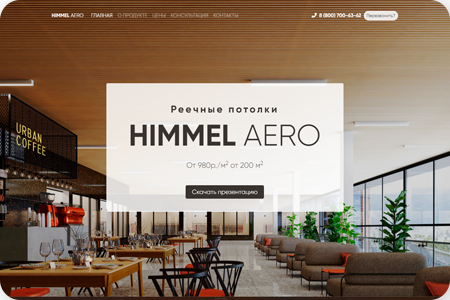 HIMMEL AERO ГЛАВНАЯ О ПРОДУКТЕ ЦЕНЫ КОНСУЛЬТАЦИЯ КОНТАКТЫ 8 (800) 700-63-62 Перезвонить?
Реечные потолки
HIMMEL AERO
От 980р./м² от 200 м²
Скачать презентацию
URBAN
COFFEE